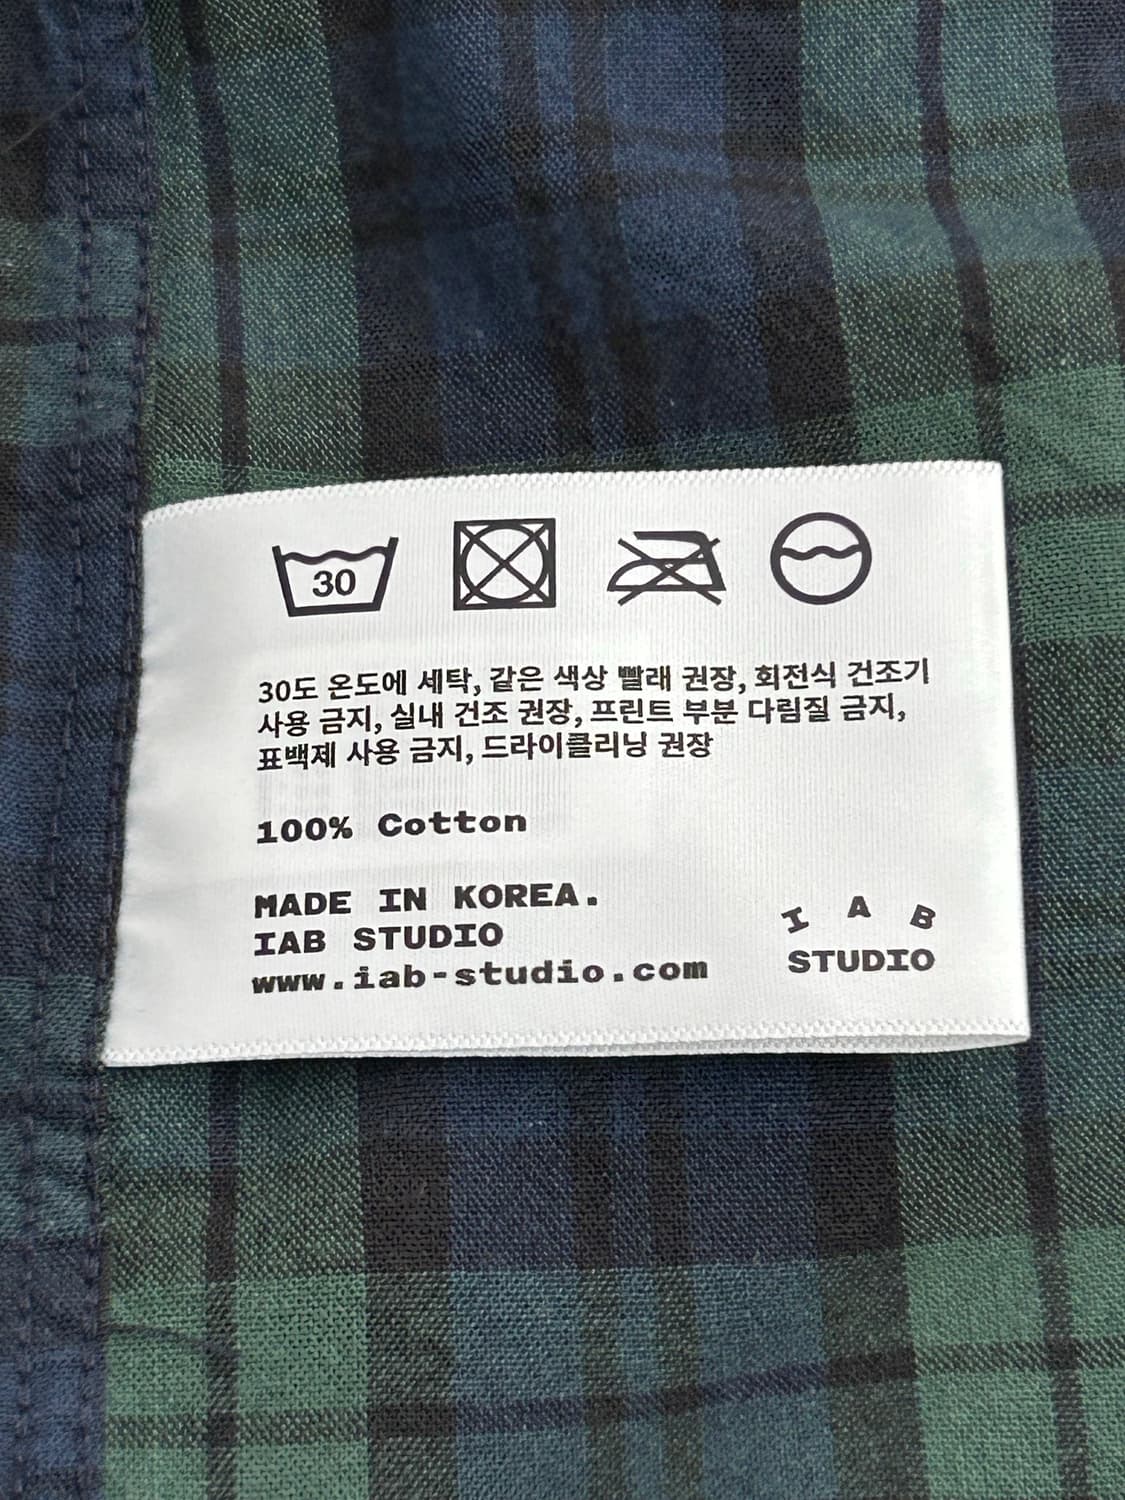 30
30도 온도에 세탁, 같은 색상 빨래 권장, 회전식 건조기
사용 금지, 실내 건조 권장, 프린트 부분 다림질 금지,
표백졔 사용 금지, 드라이클리닝 권장
100% Cotton
MADE IN KOREA.
IAB STUDIO
www.iab-studio.com
I A B
STUDIO